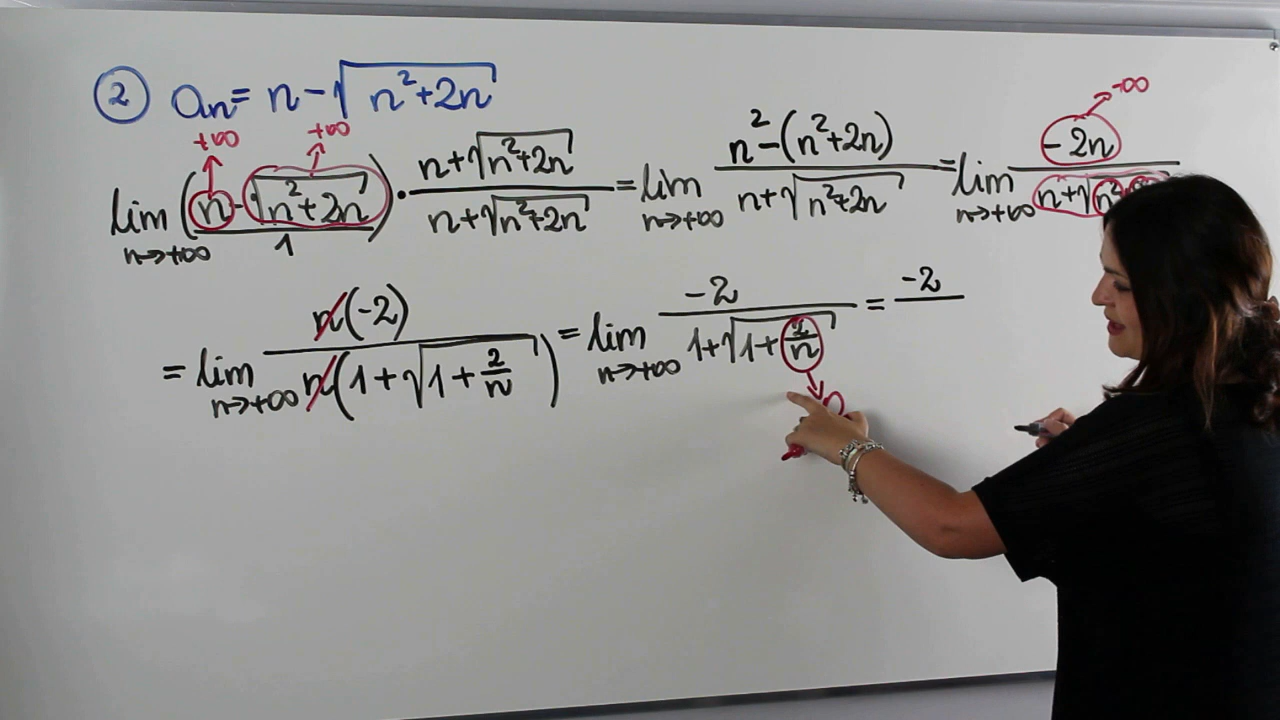 ② an = n - √(n²+2n)
+∞ +∞ -∞
lim n→+∞ (n - √(n²+2n))/1 · (n+√(n²+2n))/(n+√(n²+2n)) = lim n→+∞ (n²-(n²+2n))/(n+√(n²+2n)) = lim n→+∞ (-2n)/(n+√(n²
= lim n→+∞ n(-2)/(n(1+√(1+2/n))) = lim n→+∞ -2/(1+√(1+2/n)) = -2
0